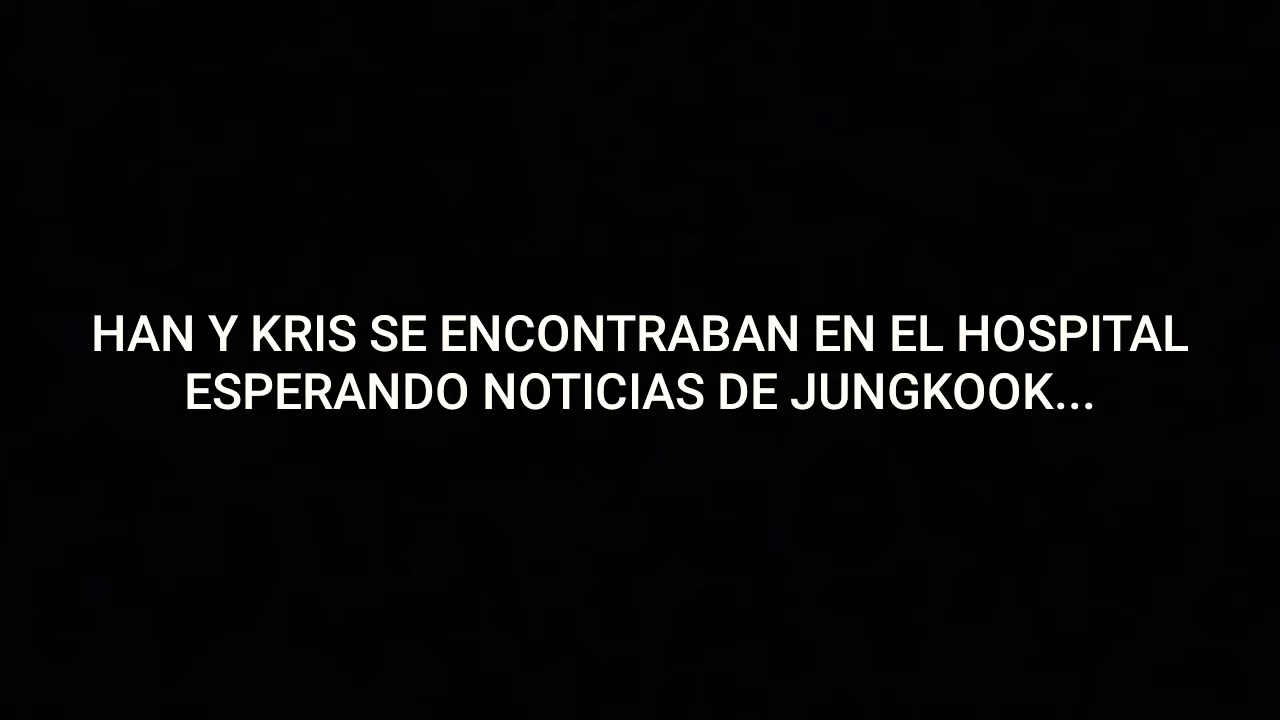 HAN Y KRIS SE ENCONTRABAN EN EL HOSPITAL
ESPERANDO NOTICIAS DE JUNGKOOK...